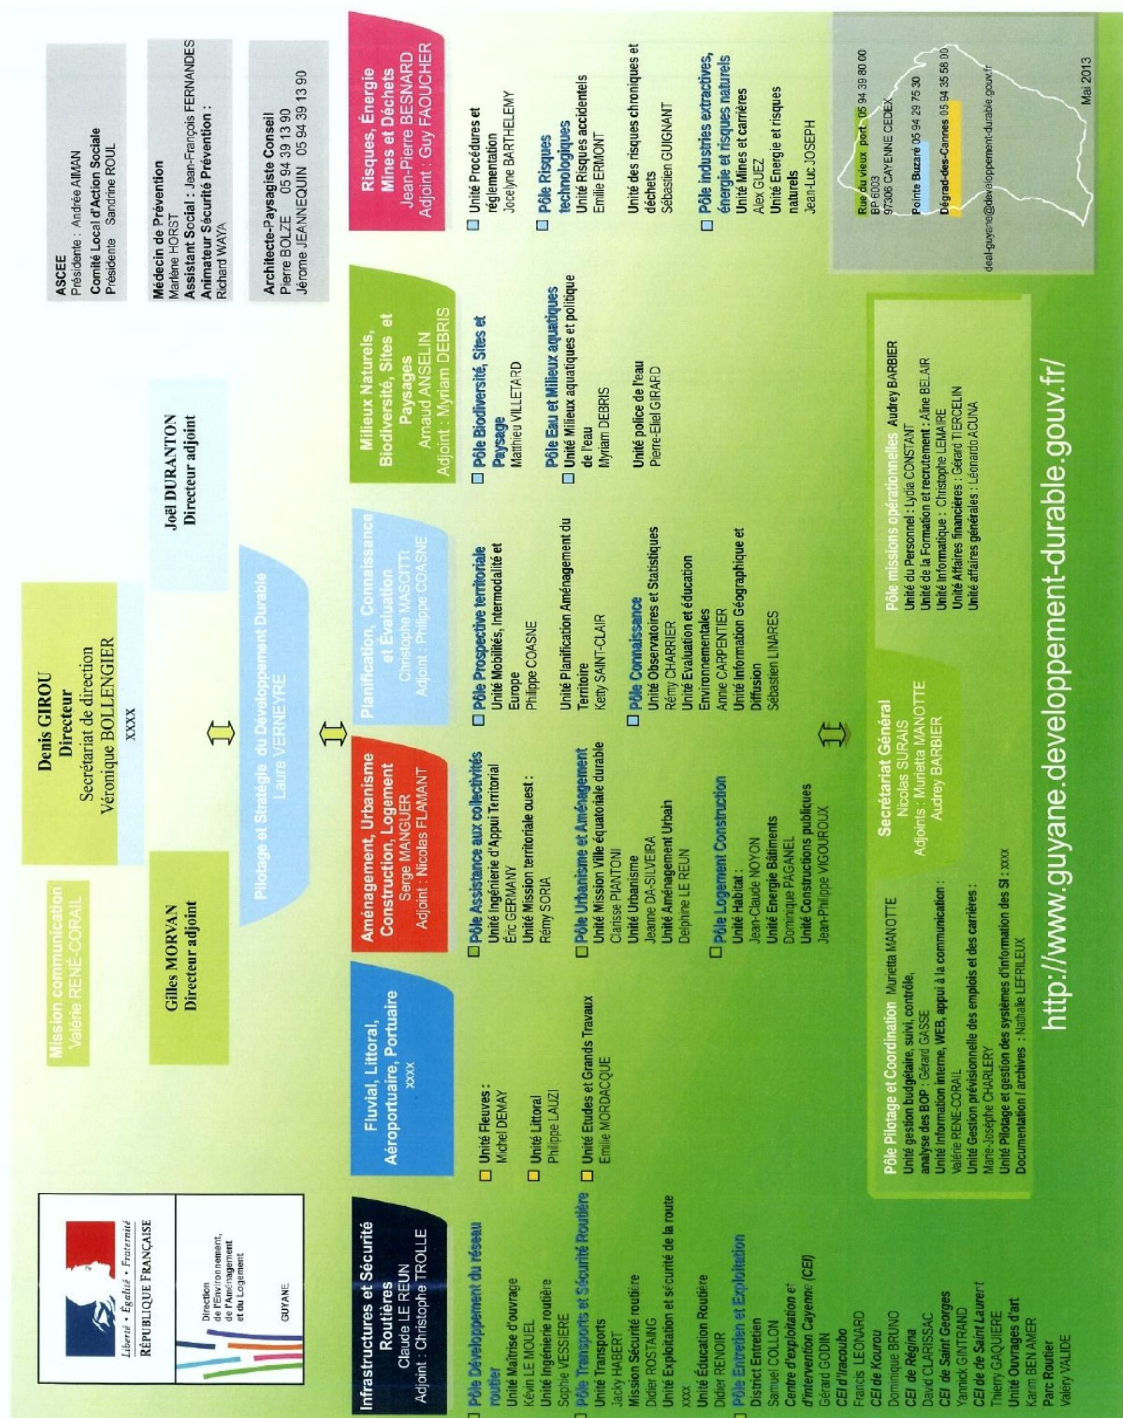 Liberté • Égalité • Fraternité
RÉPUBLIQUE FRANÇAISE
Direction
de l'Environnement,
de l'Aménagement
et du Logement
GUYANE
Mission communication
Valérie RENÉ-CORAIL
Denis GIROU
Directeur
Secrétariat de direction
Véronique BOLLENGIER
xxxx
Gilles MORVAN
Directeur adjoint
Joël DURANTON
Directeur adjoint
ASCEE
Présidente : Andrée AIMAN
Comité Local d'Action Sociale
Présidente Sandrine ROUL
Médecin de Prévention
Marlène HORST
Assistant Social : Jean-François FERNANDES
Animateur Sécurité Prévention :
Richard WAYA
Architecte-Paysagiste Conseil
Pierre BOLZE 05 94 39 13 90
Jérome JEANNEQUIN 05 94 39 13 90
Pilotage et Stratégie du Développement Durable
Laure VERNEYRE
Infrastructures et Sécurité
Routières
Claude LE REUN
Adjoint : Christophe TROLLE
Pôle Développement du réseau
routier
Unité Maîtrise d'ouvrage
Kévin LE MOUEL
Unité Ingénierie routière
Sophie VESSIERE
Pôle Transports et Sécurité Routière
Unité Transports
Jacky HABERT
Mission Sécurité routière
Didier ROSTAING
Unité Exploitation et sécurité de la route
xxx
Unité Éducation Routière
Didier RENOIR
Pôle Entretien et Exploitation
District Entretien
Samuel COLLON
Centre d'exploitation et
d'intervention Cayenne (CEI)
Gérard GODIN
CEI d'Iracoubo
Francis LEONARD
CEI de Kourou
Dominique BRUNO
CEI de Régina
David CLARISSAC
CEI de Saint Georges
Yannick GINTRAND
CEI de Saint Laurent
Thierry GAQUIERE
Unité Ouvrages d'art
Karim BEN AMER
Parc Routier
Valéry VALIDE
Fluvial, Littoral,
Aéroportuaire, Portuaire
xxxx
Unité Fleuves :
Michel DEMAY
Unité Littoral
Philippe LAUZI
Unité Etudes et Grands Travaux
Emilie MORDACQUE
Aménagement, Urbanisme
Construction, Logement
Serge MANGUER
Adjoint : Nicolas FLAMANT
Pôle Assistance aux collectivités
Unité Ingénierie d'Appui Territorial
Éric GERMANY
Unité Mission territoriale ouest :
Rémy SORIA
Pôle Urbanisme et Aménagement
Unité Mission Ville équatoriale durable
Clarisse PIANTONI
Unité Urbanisme
Jeanne DA-SILVEIRA
Unité Aménagement Urbah
Delphine LE REUN
Pôle Logement Construction
Unité Habitat :
Jean-Claude NOYON
Unité Energie Bâtiments
Dominique PAGANEL
Unité Constructions publiques
Jean-Philippe VIGOUROUX
Planification, Connaissance
et Évaluation
Christophe MASCITTI
Adjoint : Philippe COASNE
Pôle Prospective territoriale
Unité Mobilités, Intermodalité et
Europe
Philippe COASNE
Unité Planification Aménagement du
Territoire
Ketty SAINT-CLAIR
Pôle Connaissance
Unité Observatoires et Statistiques
Rémy CHARRIER
Unité Evaluation et éducation
Environnementales
Anne CARPENTIER
Unité Information Géographique et
Diffusion
Sébastien LINARES
Milieux Naturels,
Biodiversité, Sites et
Paysages
Arnaud ANSELIN
Adjoint : Myriam DEBRIS
Pôle Biodiversité, Sites et
Paysage
Matthieu VILLETARD
Pôle Eau et Milieux aquatiques
Unité Milieux aquatiques et politique
de l'eau
Myriam DEBRIS
Unité police de l'eau
Pierre-Eliel GIRARD
Risques, Énergie
Mines et Déchets
Jean-Pierre BESNARD
Adjoint : Guy FAOUCHER
Unité Procédures et
réglementation
Jocelyne BARTHELEMY
Pôle Risques
technologiques
Unité Risques accidentels
Emilie ERMONT
Unité des risques chroniques et
déchets
Sébastien GUIGNANT
Pôle industries extractives,
énergie et risques naturels
Unité Mines et carrières
Alex GUEZ
Unité Energie et risques
naturels
Jean-Luc JOSEPH
Secrétariat Général
Nicolas SURAIS
Adjoints : Murietta MANOTTE
Audrey BARBIER
Pôle Pilotage et Coordination Murietta MANOTTE
Unité gestion budgétaire, suivi, contrôle,
analyse des BOP : Gérard GASSE
Unité Information interne, WEB, appui à la communication :
Valérie RENE-CORAIL
Unité Gestion prévisionnelle des emplois et des carrières :
Marie-Josèphe CHARLERY
Unité Pilotage et gestion des systèmes d'information des SI : xxxx
Documentation / archives : Nathalie LEFRILEUX
Pôle missions opérationnelles Audrey BARBIER
Unité du Personnel : Lydia CONSTANT
Unité de la Formation et recrutement : Aline BELAIR
Unité Informatique : Christophe LEMAIRE
Unité Affaires financières : Gérard TIERCELIN
Unité affaires générales : Léonardo ACUNA
Rue du vieux port 05 94 39 80 00
BP 6003
97306 CAYENNE CEDEX
Pointe Buzaré 05 94 29 75 30
Dégrad-des-Cannes 05 94 35 58 00
deal-guyane@developpement-durable.gouv.fr
Mai 2013
http://www.guyane.developpement-durable.gouv.fr/